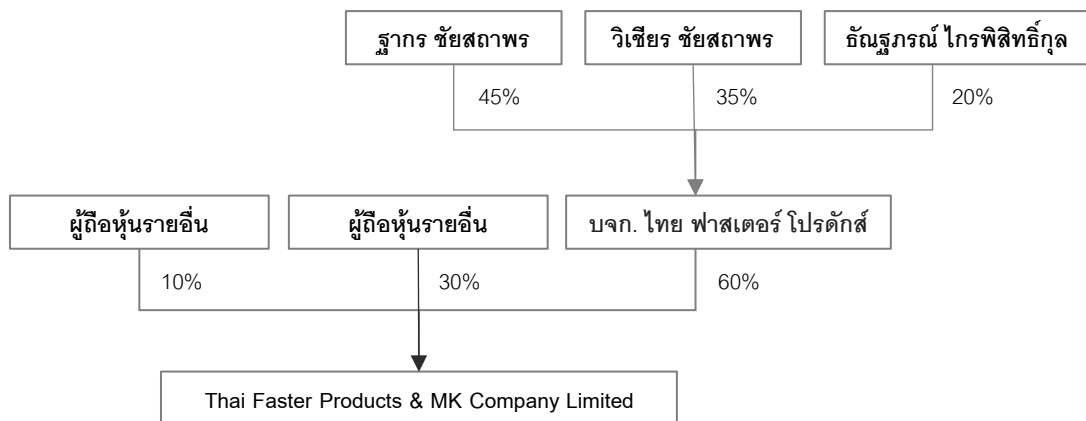 ฐากร ชัยสถาพร
วิเชียร ชัยสถาพร
ธัณฐภรณ์ ไกรพิสิทธิ์กุล
45%
35%
20%
ผู้ถือหุ้นรายอื่น
ผู้ถือหุ้นรายอื่น
บจก. ไทย ฟาสเตอร์ โปรดักส์
10%
30%
60%
Thai Faster Products & MK Company Limited